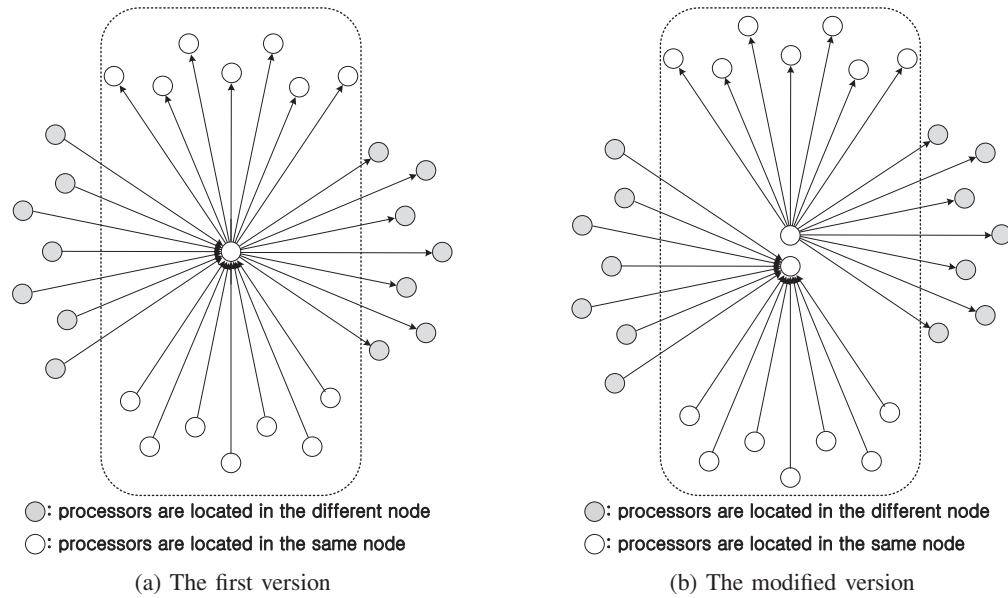 : processors are located in the different node
: processors are located in the same node
(a) The first version
: processors are located in the different node
: processors are located in the same node
(b) The modified version